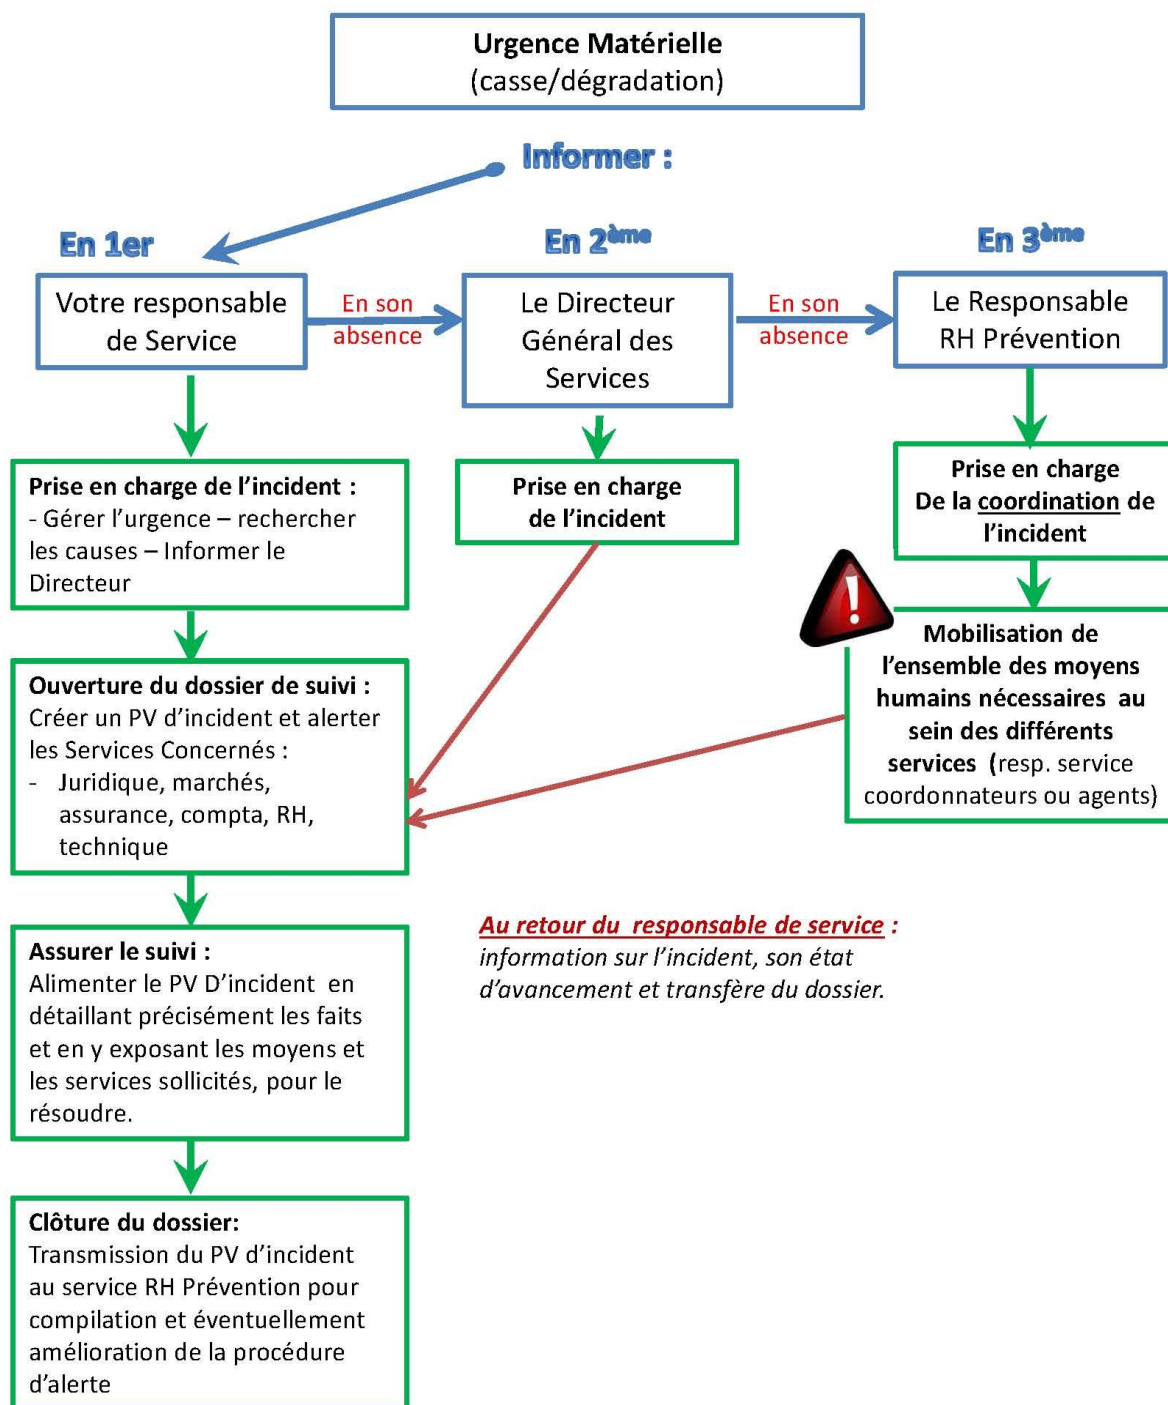 Urgence Matérielle
(casse/dégradation)
Informer :
En 1er
En 2ème
En 3ème
Votre responsable
de Service
En son
absence
Le Directeur
Général des
Services
En son
absence
Le Responsable
RH Prévention
Prise en charge de l’incident :
- Gérer l’urgence – rechercher
les causes – Informer le
Directeur
Prise en charge
de l’incident
Prise en charge
De la coordination de
l’incident
Mobilisation de
l’ensemble des moyens
humains nécessaires au
sein des différents
services (resp. service
coordonnateurs ou agents)
Ouverture du dossier de suivi :
Créer un PV d’incident et alerter
les Services Concernés :
- Juridique, marchés,
assurance, compta, RH,
technique
Au retour du responsable de service :
information sur l’incident, son état
d’avancement et transfère du dossier.
Assurer le suivi :
Alimenter le PV D’incident en
détaillant précisément les faits
et en y exposant les moyens et
les services sollicités, pour le
résoudre.
Clôture du dossier:
Transmission du PV d’incident
au service RH Prévention pour
compilation et éventuellement
amélioration de la procédure
d’alerte